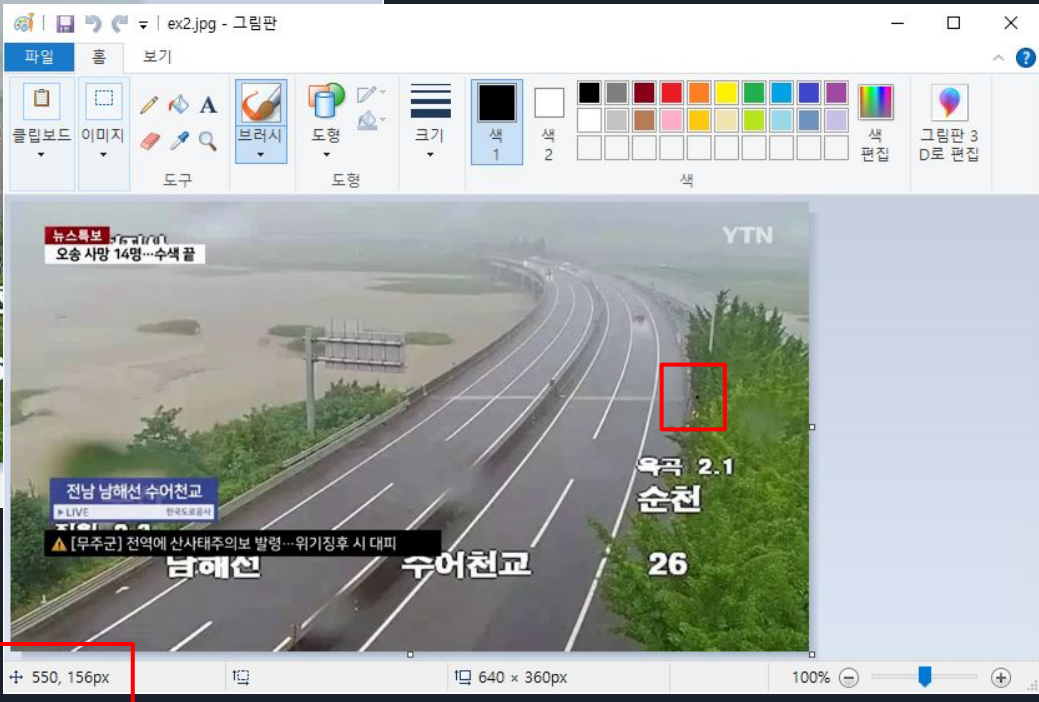 ex2.jpg - 그림판
파일 홈 보기
클립보드 이미지 A 브러시 도형 크기 색 1 색 2 색 편집 그림판 3D로 편집
도구 도형 색
뉴스특보
오송 사망 14명···수색 끝
YTN
옥곡 2.1
순천
전남 남해선 수어천교
▶LIVE 한국도로공사
[무주군] 전역에 산사태주의보 발령···위기징후 시 대피
남해선 수어천교 26
550, 156px 640 × 360px 100%